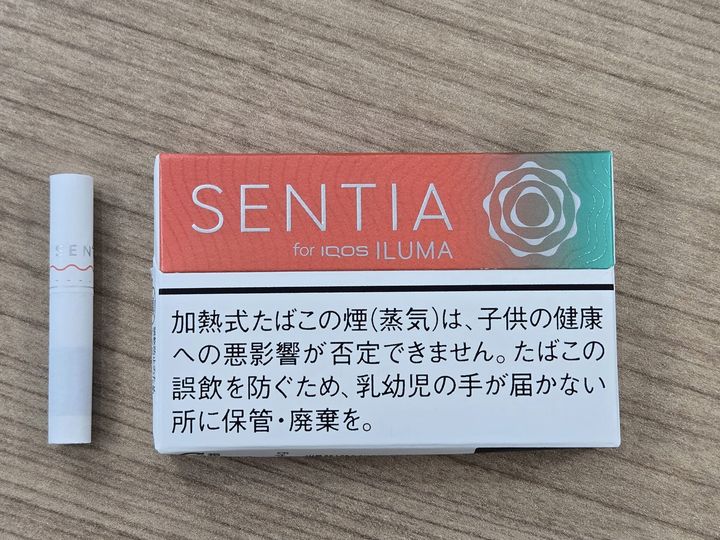 SENTIA
for IQOS ILUMA
加熱式たばこの煙(蒸気)は、子供の健康
への悪影響が否定できません。たばこの
誤飲を防ぐため、乳幼児の手が届かない
所に保管・廃棄を。
SEN